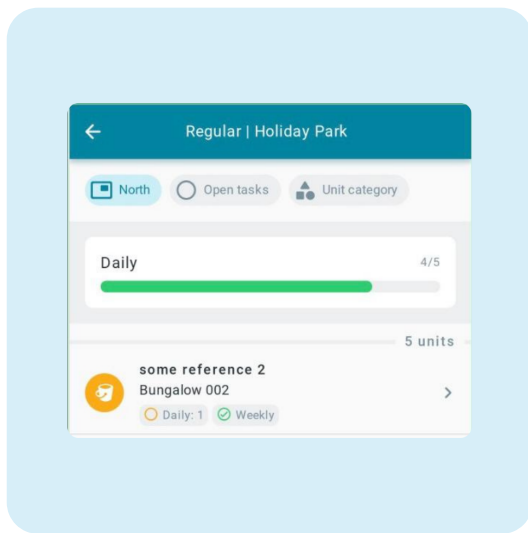 Regular | Holiday Park
North Open tasks Unit category
Daily 4/5
5 units
some reference 2
Bungalow 002
Daily: 1 Weekly